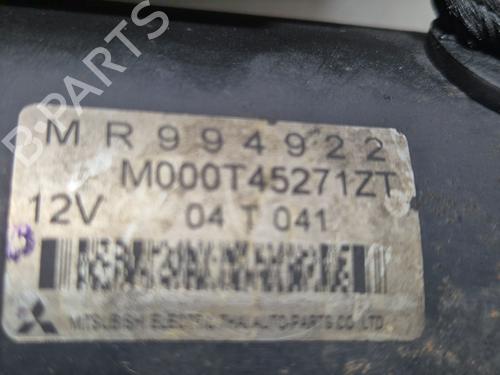 B-PARTS
MR994922
M000T45271ZT
12V 04 T 041
MITSUBISHI ELECTRIC THAI AUTO-PARTS CO.,LTD.